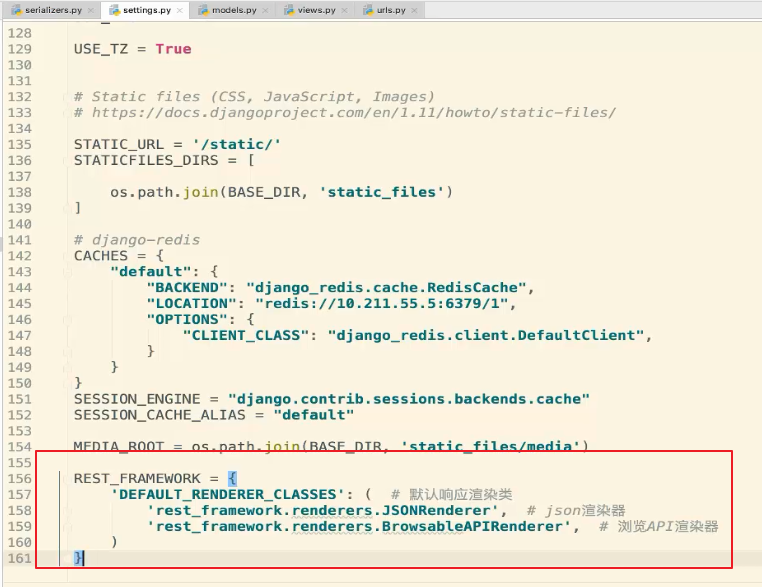 serializers.py settings.py models.py views.py urls.py
128
129 USE_TZ = True
130
131
132 # Static files (CSS, JavaScript, Images)
133 # https://docs.djangoproject.com/en/1.11/howto/static-files/
134
135 STATIC_URL = '/static/'
136 STATICFILES_DIRS = [
137
138 os.path.join(BASE_DIR, 'static_files')
139 ]
140
141 # django-redis
142 CACHES = {
143 "default": {
144 "BACKEND": "django_redis.cache.RedisCache",
145 "LOCATION": "redis://10.211.55.5:6379/1",
146 "OPTIONS": {
147 "CLIENT_CLASS": "django_redis.client.DefaultClient",
148 }
149 }
150 }
151 SESSION_ENGINE = "django.contrib.sessions.backends.cache"
152 SESSION_CACHE_ALIAS = "default"
153
154 MEDIA_ROOT = os.path.join(BASE_DIR, 'static_files/media')
155
156 REST_FRAMEWORK = {
157 'DEFAULT_RENDERER_CLASSES': ( # 默认响应渲染类
158 'rest_framework.renderers.JSONRenderer', # json渲染器
159 'rest_framework.renderers.BrowsableAPIRenderer', # 浏览API渲染器
160 )
161 }